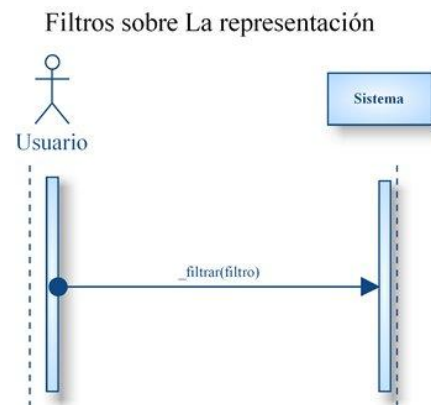 Filtros sobre La representación
Sistema
Usuario
_filtrar(filtro)